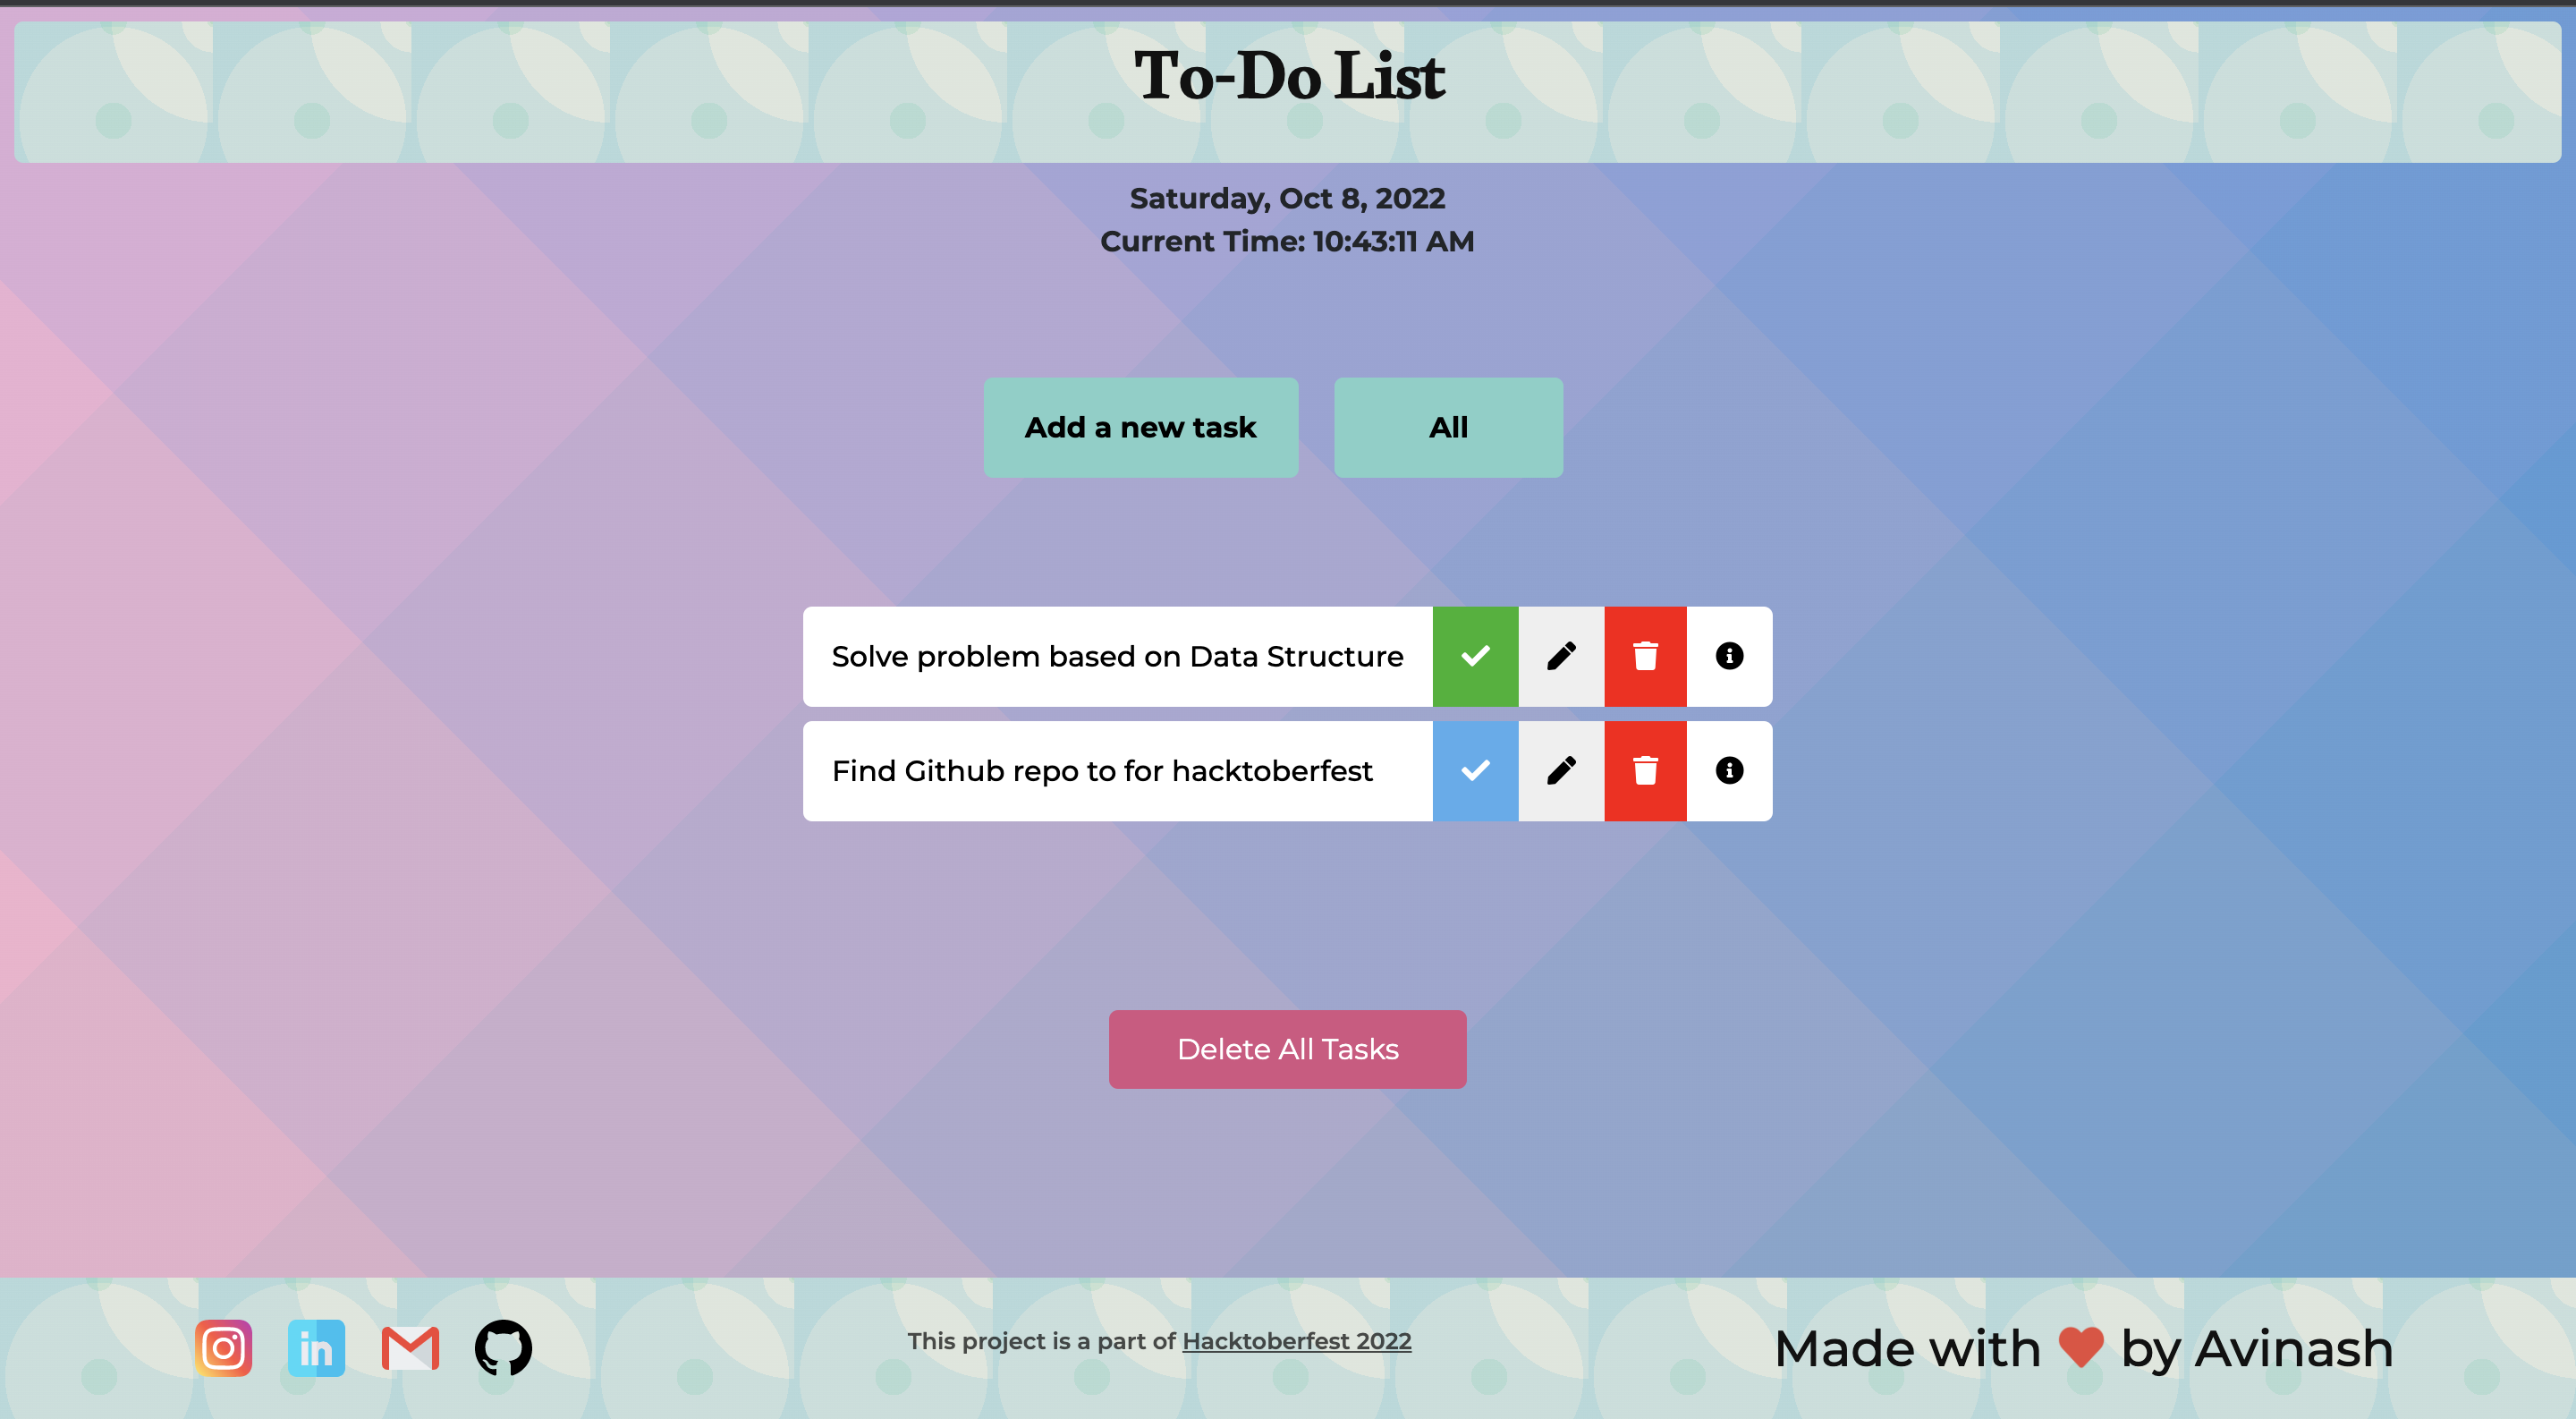 To-Do List
Saturday, Oct 8, 2022
Current Time: 10:43:11 AM
Add a new task
All
Solve problem based on Data Structure
Find Github repo to for hacktoberfest
Delete All Tasks
in
This project is a part of Hacktoberfest 2022
Made with ❤ by Avinash